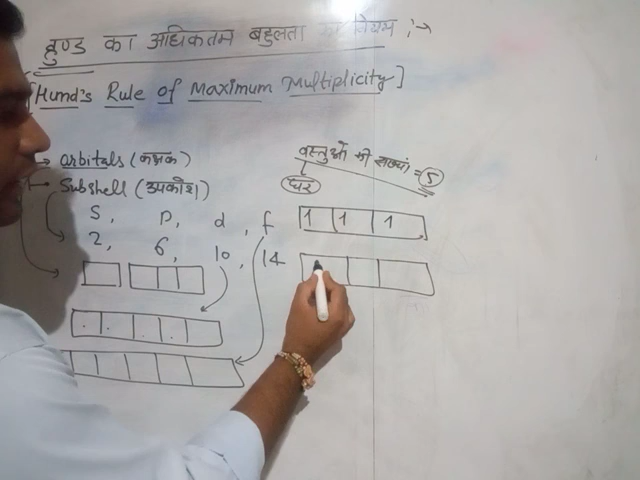 हुण्ड का अधिकतम बहुलता का नियम :→
[Hund's Rule of Maximum Multiplicity]
→ orbitals (कक्षक)
→ Subshell (उपकोश)
S, P, d, f
2, 6, 10, 14
वस्तुओं की संख्या = 5
घर
1 1 1